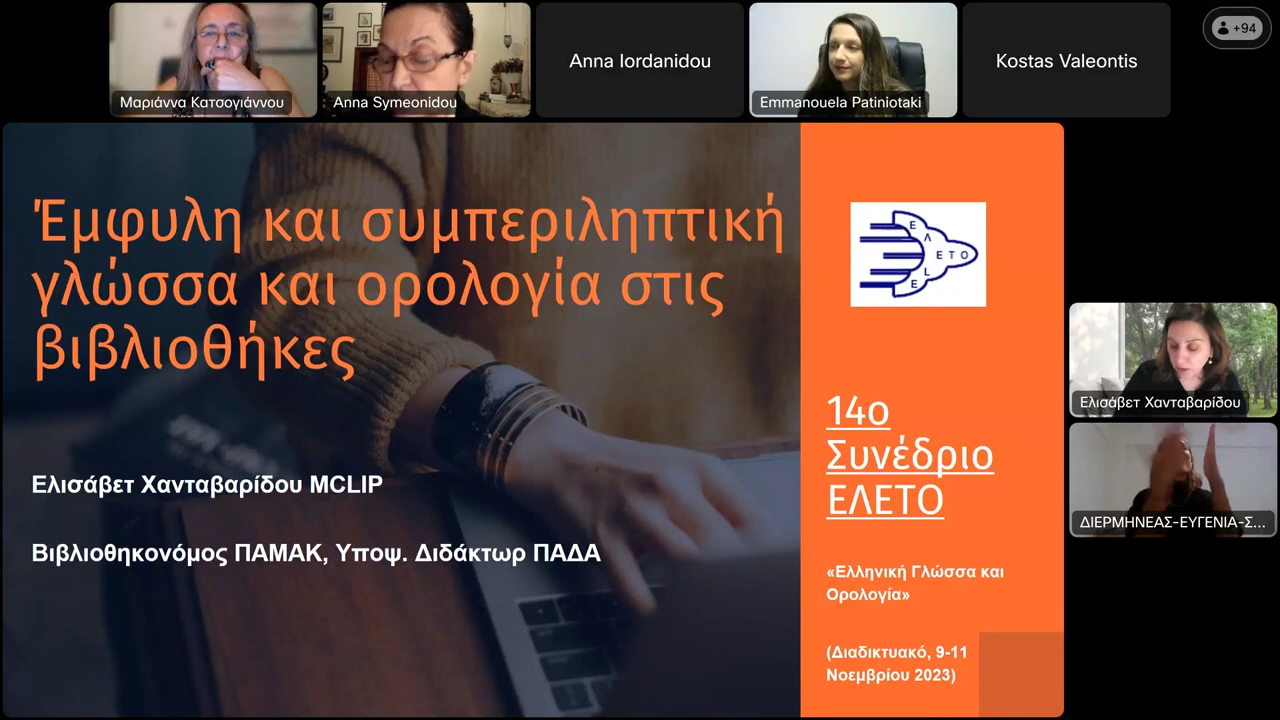 Μαριάννα Κατσογιάννου
Anna Symeonidou
Anna Iordanidou
Emmanouela Patiniotaki
Kostas Valeontis
+94
Έμφυλη και συμπεριληπτική
γλώσσα και ορολογία στις
βιβλιοθήκες
Ελισάβετ Χανταβαρίδου MCLIP
Βιβλιοθηκονόμος ΠΑΜΑΚ, Υποψ. Διδάκτωρ ΠΑΔΑ
Ε
Λ
Ε Τ Ο
L
E
14ο
Συνέδριο
ΕΛΕΤΟ
«Ελληνική Γλώσσα και
Ορολογία»
(Διαδικτυακό, 9-11
Νοεμβρίου 2023)
Ελισάβετ Χανταβαρίδου
ΔΙΕΡΜΗΝΕΑΣ-ΕΥΓΕΝΙΑ-Σ...